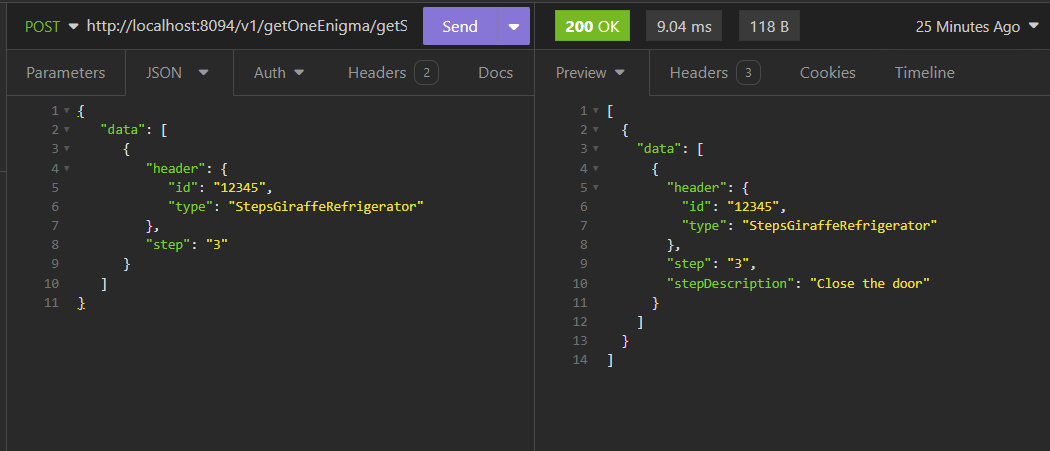 POST http://localhost:8094/v1/getOneEnigma/getS Send 200 OK 9.04 ms 118 B 25 Minutes Ago
Parameters JSON Auth Headers 2 Docs
1 {
2 "data": [
3 {
4 "header": {
5 "id": "12345",
6 "type": "StepsGiraffeRefrigerator"
7 },
8 "step": "3"
9 }
10 ]
11 }
Preview Headers 3 Cookies Timeline
1 [
2 {
3 "data": [
4 {
5 "header": {
6 "id": "12345",
7 "type": "StepsGiraffeRefrigerator"
8 },
9 "step": "3",
10 "stepDescription": "Close the door"
11 }
12 ]
13 }
14 ]